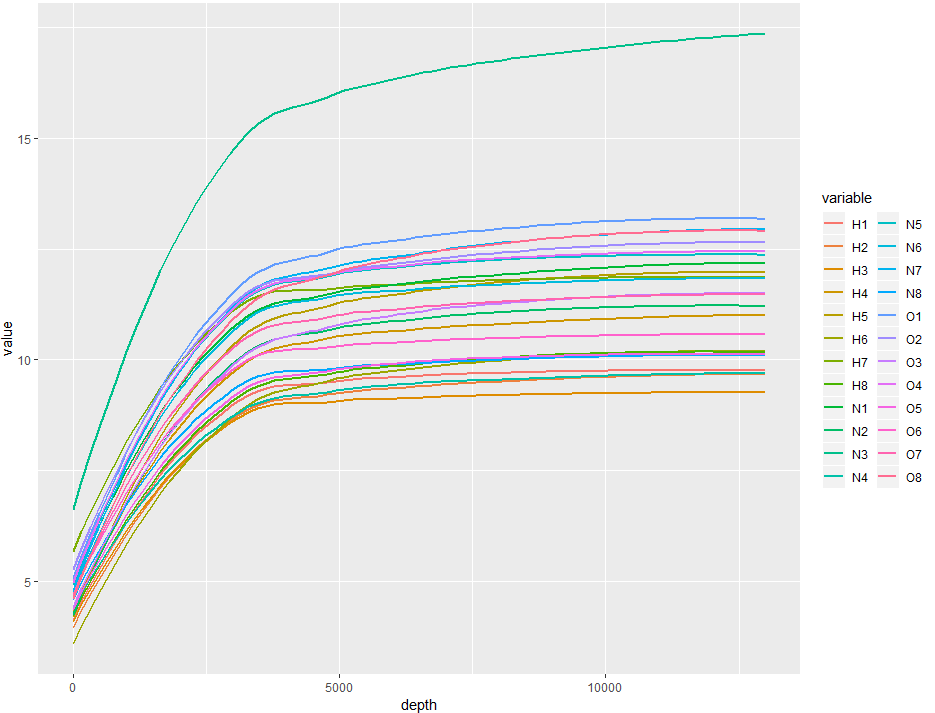 15
10
5
value
0
5000
10000
depth
variable
H1 N5
H2 N6
H3 N7
H4 N8
H5 O1
H6 O2
H7 O3
H8 O4
N1 O5
N2 O6
N3 O7
N4 O8